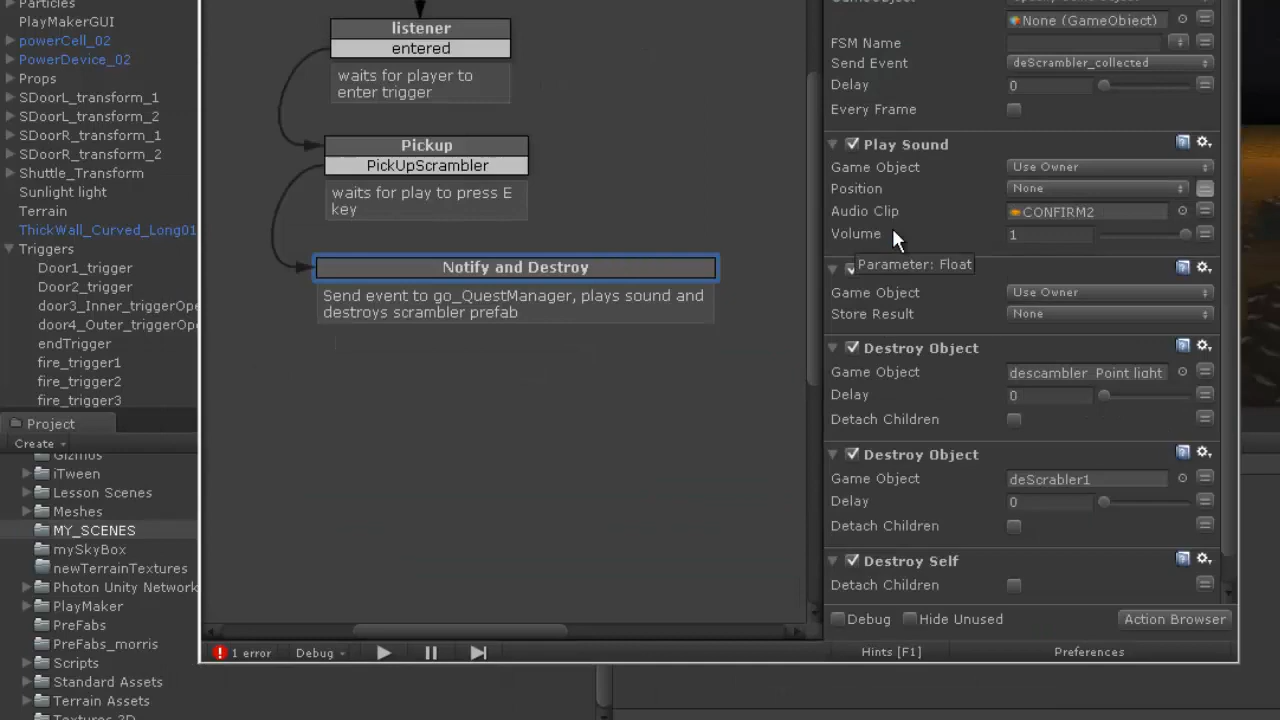 Particles
PlayMakerGUI
powerCell_02
PowerDevice_02
Props
SDoorL_transform_1
SDoorL_transform_2
SDoorR_transform_1
SDoorR_transform_2
Shuttle_Transform
Sunlight light
Terrain
ThickWall_Curved_Long01
Triggers
Door1_trigger
Door2_trigger
door3_Inner_triggerOpe
door4_Outer_triggerOpe
endTrigger
fire_trigger1
fire_trigger2
fire_trigger3
Project
Create
Gizmos
iTween
Lesson Scenes
Meshes
MY_SCENES
mySkyBox
newTerrainTextures
Photon Unity Network
PlayMaker
PreFabs
PreFabs_morris
Scripts
Standard Assets
Terrain Assets
Textures 2D
listener
entered
waits for player to
enter trigger
Pickup
PickUpScrambler
waits for play to press E
key
Notify and Destroy
Send event to go_QuestManager, plays sound and
destroys scrambler prefab
1 error
Debug
GameObject
None (GameObject)
FSM Name
Send Event deScrambler_collected
Delay 0
Every Frame
Play Sound
Game Object Use Owner
Position None
Audio Clip CONFIRM2
Volume 1
Parameter: Float
Game Object Use Owner
Store Result None
Destroy Object
Game Object descambler Point light
Delay 0
Detach Children
Destroy Object
Game Object deScrabler1
Delay 0
Detach Children
Destroy Self
Detach Children
Debug Hide Unused Action Browser
Hints [F1] Preferences